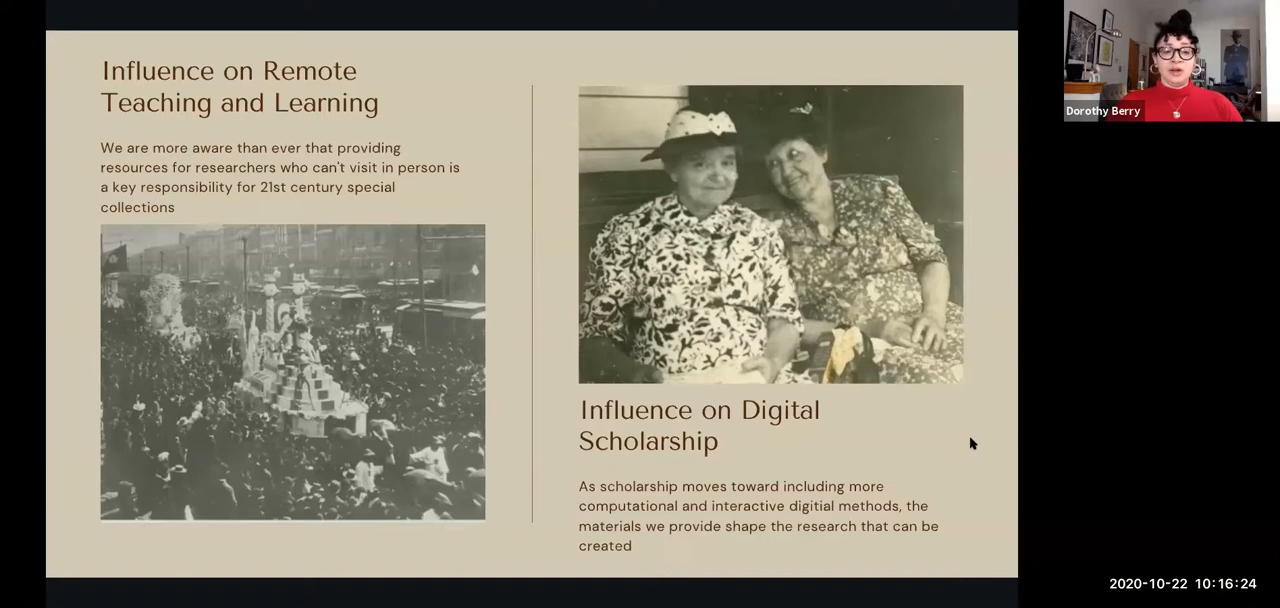 Influence on Remote
Teaching and Learning
We are more aware than ever that providing
resources for researchers who can't visit in person is
a key responsibility for 21st century special
collections
Influence on Digital
Scholarship
As scholarship moves toward including more
computational and interactive digitial methods, the
materials we provide shape the research that can be
created
Dorothy Berry
2020-10-22 10:16:24